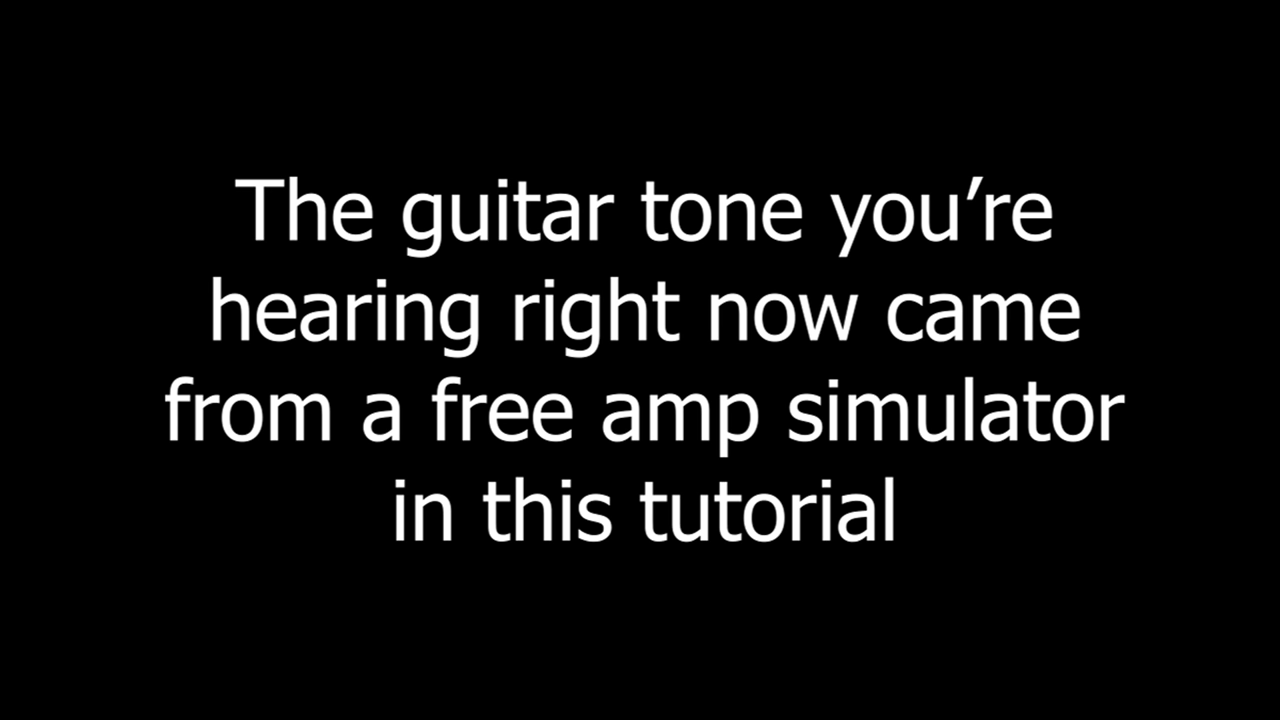 The guitar tone you’re
hearing right now came
from a free amp simulator
in this tutorial